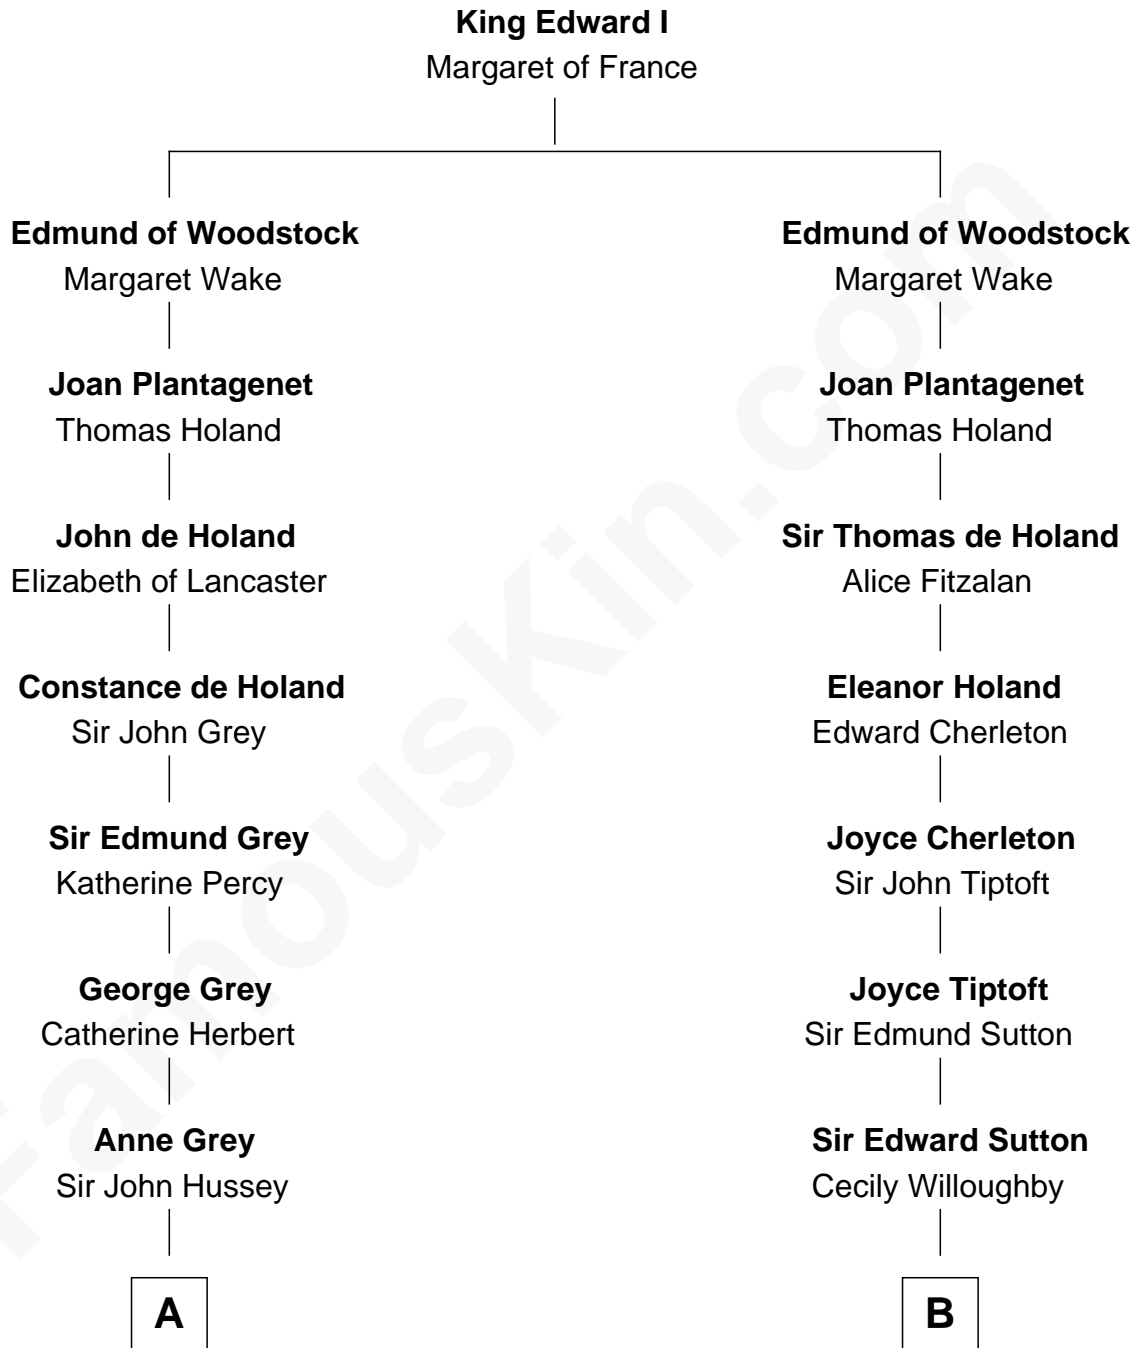 King Edward I
Margaret of France
Edmund of Woodstock
Margaret Wake
Edmund of Woodstock
Margaret Wake
Joan Plantagenet
Thomas Holand
Joan Plantagenet
Thomas Holand
John de Holand
Elizabeth of Lancaster
Sir Thomas de Holand
Alice Fitzalan
Constance de Holand
Sir John Grey
Eleanor Holand
Edward Cherleton
Sir Edmund Grey
Katherine Percy
Joyce Cherleton
Sir John Tiptoft
George Grey
Catherine Herbert
Joyce Tiptoft
Sir Edmund Sutton
Anne Grey
Sir John Hussey
Sir Edward Sutton
Cecily Willoughby
A
B
FamousKin.com